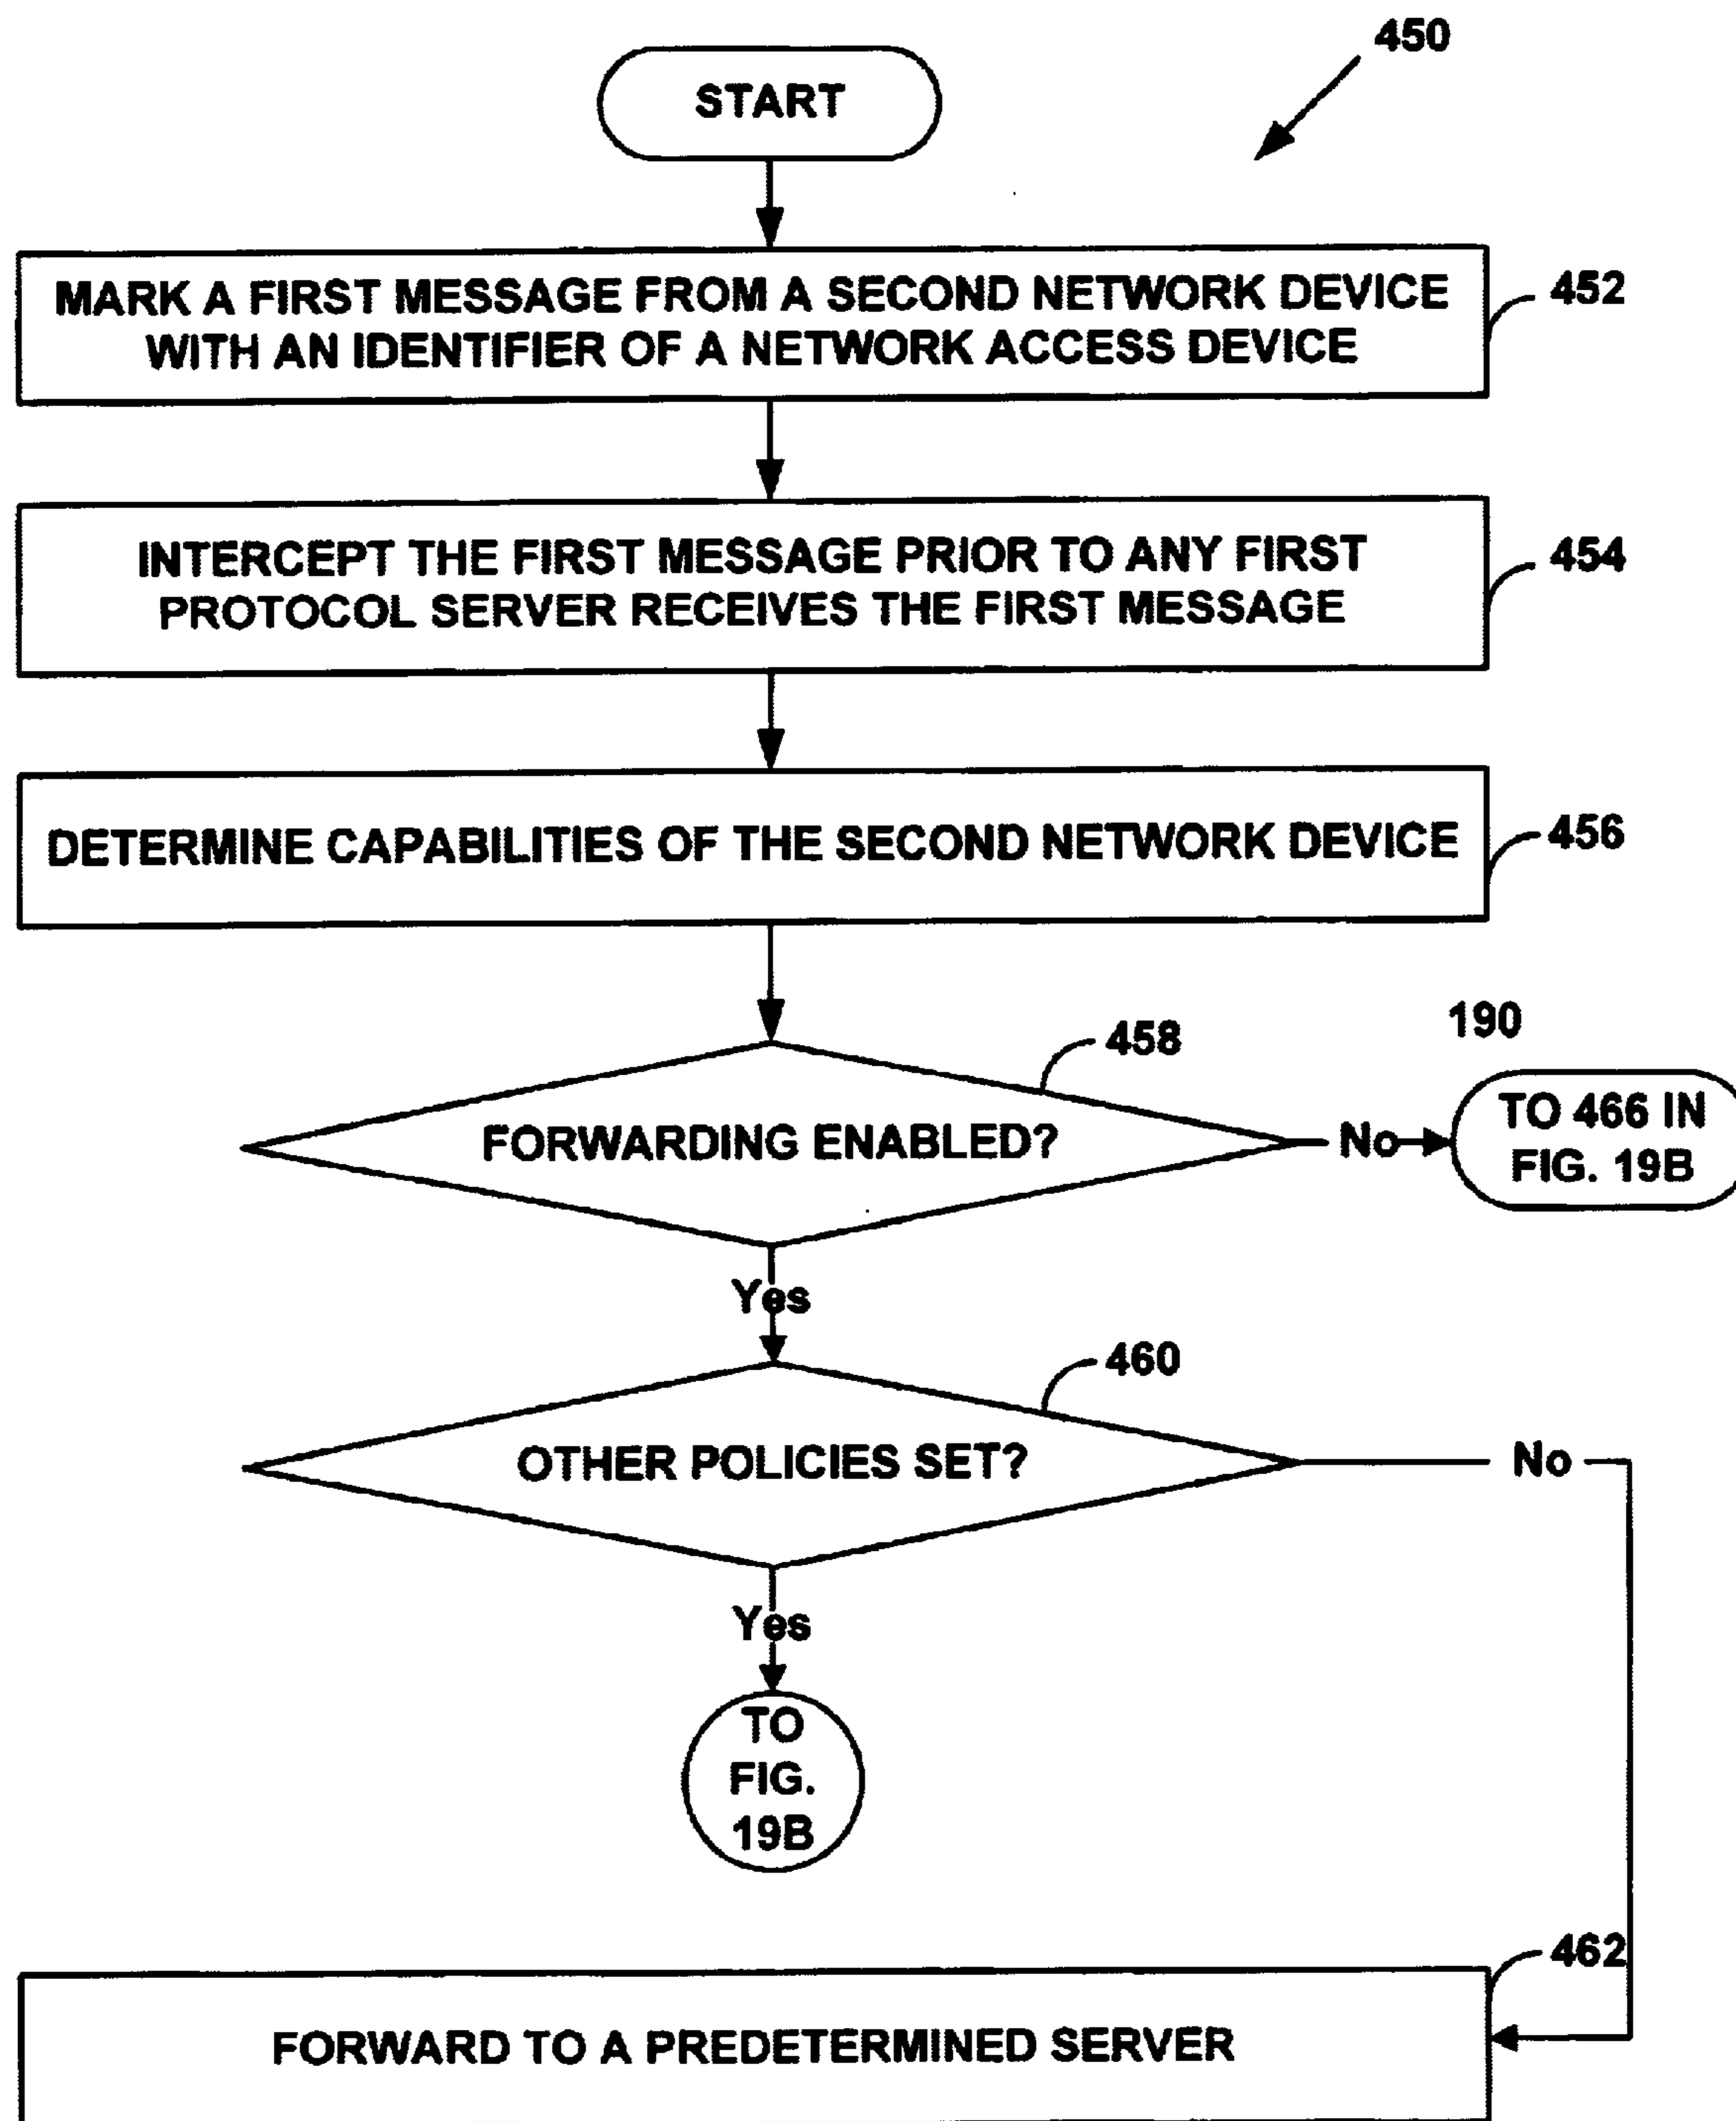 450
START
MARK A FIRST MESSAGE FROM A SECOND NETWORK DEVICE
WITH AN IDENTIFIER OF A NETWORK ACCESS DEVICE
452
INTERCEPT THE FIRST MESSAGE PRIOR TO ANY FIRST
PROTOCOL SERVER RECEIVES THE FIRST MESSAGE
454
DETERMINE CAPABILITIES OF THE SECOND NETWORK DEVICE
456
458
190
FORWARDING ENABLED?
No
TO 466 IN
FIG. 19B
Yes
460
OTHER POLICIES SET?
No
Yes
TO
FIG.
19B
462
FORWARD TO A PREDETERMINED SERVER